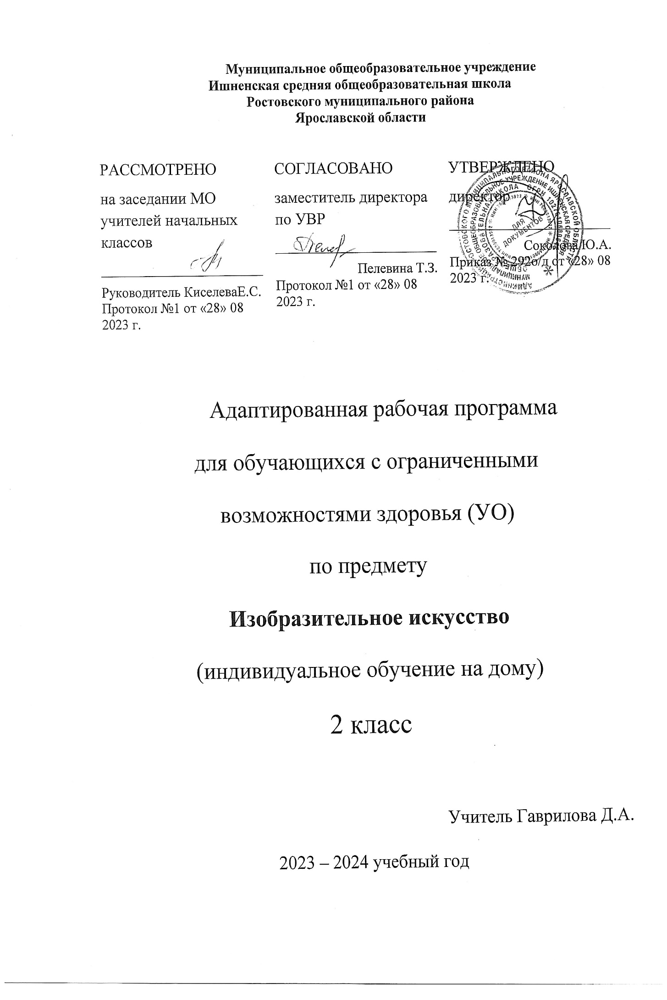 Муниципальное общеобразовательное учреждение
Ишненская средняя общеобразовательная школа
Ростовского муниципального района
Ярославской области
РАССМОТРЕНО
на заседании МО
учителей начальных
классов
Руководитель КиселеваЕ.С.
Протокол №1 от «28» 08
2023 г.
СОГЛАСОВАНО
заместитель директора
по УВР
Пелевина Т.З.
Протокол №1 от «28» 08
2023 г.
УТВЕРЖДЕНО
директор
Соколова Ю.А.
Приказ № 292о/д от «28» 08
2023 г.
ДЛЯ
ДОКУМЕНТОВ
Адаптированная рабочая программа
для обучающихся с ограниченными
возможностями здоровья (УО)
по предмету
Изобразительное искусство
(индивидуальное обучение на дому)
2 класс
Учитель Гаврилова Д.А.
2023 – 2024 учебный год